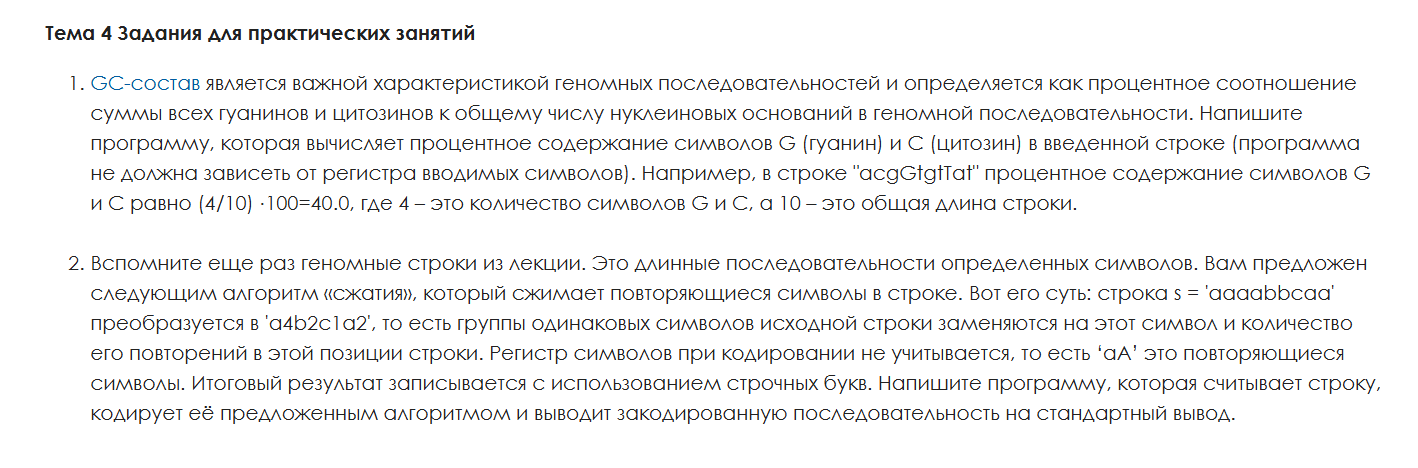 Тема 4 Задания для практических занятий
1. GC-состав является важной характеристикой геномных последовательностей и определяется как процентное соотношение
суммы всех гуанинов и цитозинов к общему числу нуклеиновых оснований в геномной последовательности. Напишите
программу, которая вычисляет процентное содержание символов G (гуанин) и C (цитозин) в введенной строке (программа
не должна зависеть от регистра вводимых символов). Например, в строке "acgGtgtTat" процентное содержание символов G
и C равно (4/10) ·100=40.0, где 4 – это количество символов G и C, а 10 – это общая длина строки.
2. Вспомните еще раз геномные строки из лекции. Это длинные последовательности определенных символов. Вам предложен
следующим алгоритм «сжатия», который сжимает повторяющиеся символы в строке. Вот его суть: строка s = 'aaaabbcaa'
преобразуется в 'a4b2c1a2', то есть группы одинаковых символов исходной строки заменяются на этот символ и количество
его повторений в этой позиции строки. Регистр символов при кодировании не учитывается, то есть ‘aA’ это повторяющиеся
символы. Итоговый результат записывается с использованием строчных букв. Напишите программу, которая считывает строку,
кодирует её предложенным алгоритмом и выводит закодированную последовательность на стандартный вывод.